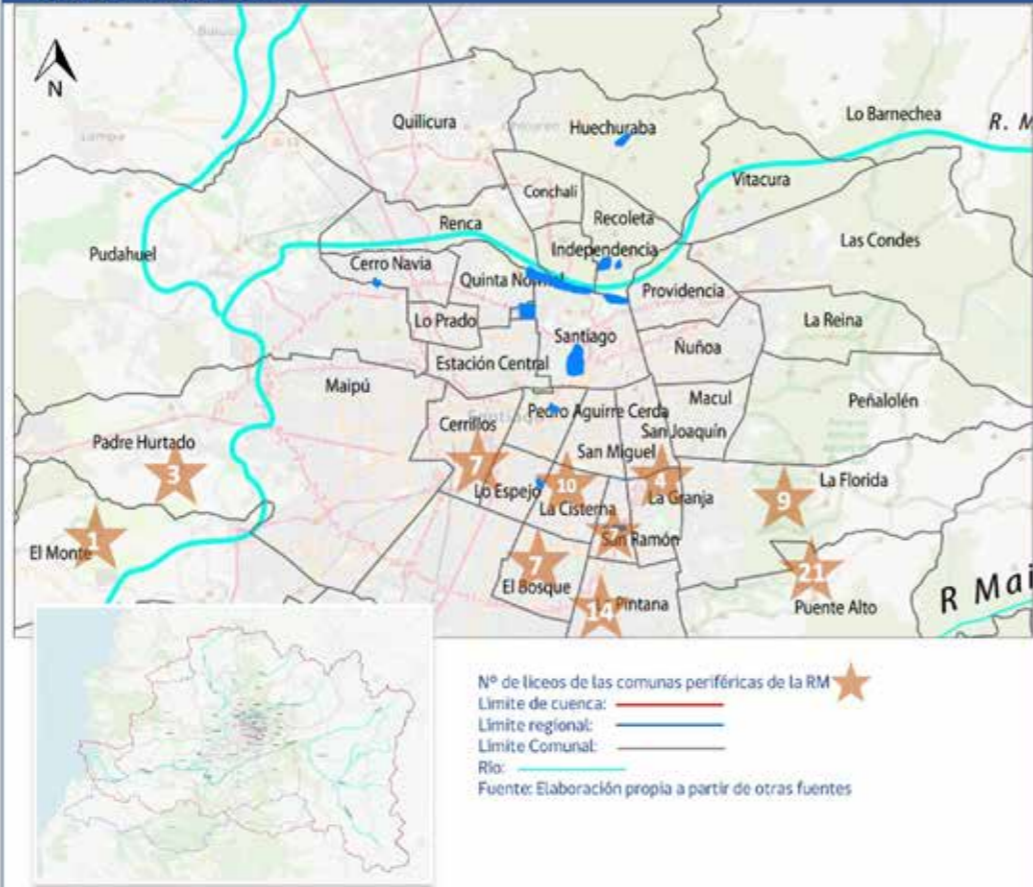 N
Quilicura
Huechuraba
Lo Barnechea
R. M
Conchalí
Vitacura
Recoleta
Renca
Pudahuel
Independencia
Las Condes
Cerro Navia
Quinta Normal
Providencia
Lo Prado
Santiago
La Reina
Ñuñoa
Estación Central
Maipú
Macul
Peñalolén
Pedro Aguirre Cerda
Cerrillos
San Joaquín
Padre Hurtado
San Miguel
3
7
10
4
9
La Florida
Lo Espejo
La Granja
La Cisterna
1
El Monte
San Ramón
7
21
El Bosque
14
Pintana
Puente Alto
R Mai
Nº de liceos de las comunas periféricas de la RM
Limite de cuenca:
Limite regional:
Limite Comunal:
Río:
Fuente: Elaboración propia a partir de otras fuentes